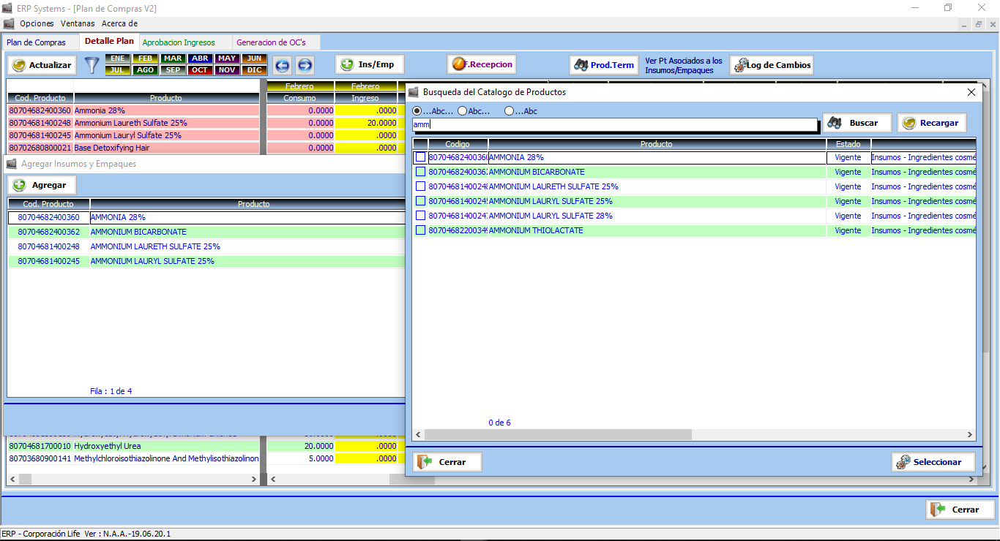 ERP Systems - [Plan de Compras V2]
Opciones Ventanas Acerca de
Plan de Compras Detalle Plan Aprobacion Ingresos Generacion de OC's
Actualizar
ENE FEB MAR ABR MAY JUN
JUL AGO SEP OCT NOV DIC
Ins/Emp
F.Recepcion
Prod.Term
Ver Pt Asociados a los
Insumos/Empaques
Log de Cambios
Febrero Febrero
Cod. Producto Producto Consumo Ingreso
80704682400360 Ammonia 28% 0.0000 .0000
80704681400248 Ammonium Laureth Sulfate 25% 0.0000 20.0000
80704681400245 Ammonium Lauryl Sulfate 25% 0.0000 .0000
80702680800021 Base Detoxifying Hair 0.0000 .0000
Agregar Insumos y Empaques
Agregar
Cod. Producto Producto
80704682400360 AMMONIA 28%
80704682400362 AMMONIUM BICARBONATE
80704681400248 AMMONIUM LAURETH SULFATE 25%
80704681400245 AMMONIUM LAURYL SULFATE 25%
Fila : 1 de 4
80704681700010 Hydroxyethyl Urea 20.0000 .0000
80703680900141 Methylchloroisothiazolinone And Methylisothiazolinon 5.0000 .0000
Busqueda del Catalogo de Productos
...Abc... Abc... ...Abc
amm
Buscar
Recargar
Codigo Producto Estado
8070468240036 AMMONIA 28% Vigente Insumos - Ingredientes cosmé
8070468240036 AMMONIUM BICARBONATE Vigente Insumos - Ingredientes cosmé
8070468140024 AMMONIUM LAURETH SULFATE 25% Vigente Insumos - Ingredientes cosmé
8070468140024 AMMONIUM LAURYL SULFATE 25% Vigente Insumos - Ingredientes cosmé
8070468140024 AMMONIUM LAURYL SULFATE 28% Vigente Insumos - Ingredientes cosmé
8070468220034 AMMONIUM THIOLACTATE Vigente Insumos - Ingredientes cosmé
0 de 6
Cerrar
Seleccionar
Cerrar
ERP - Corporación Life Ver : N.A.A.-19.06.20.1